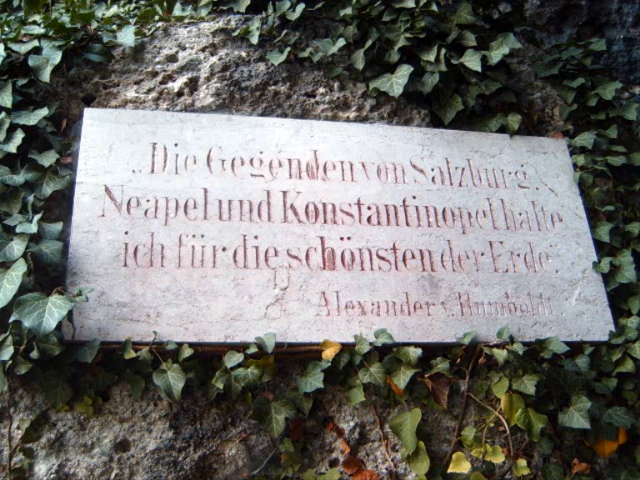 „Die Gegenden von Salzburg,
Neapel und Konstantinopel halte
ich für die schönsten der Erde.“
Alexander v. Humboldt